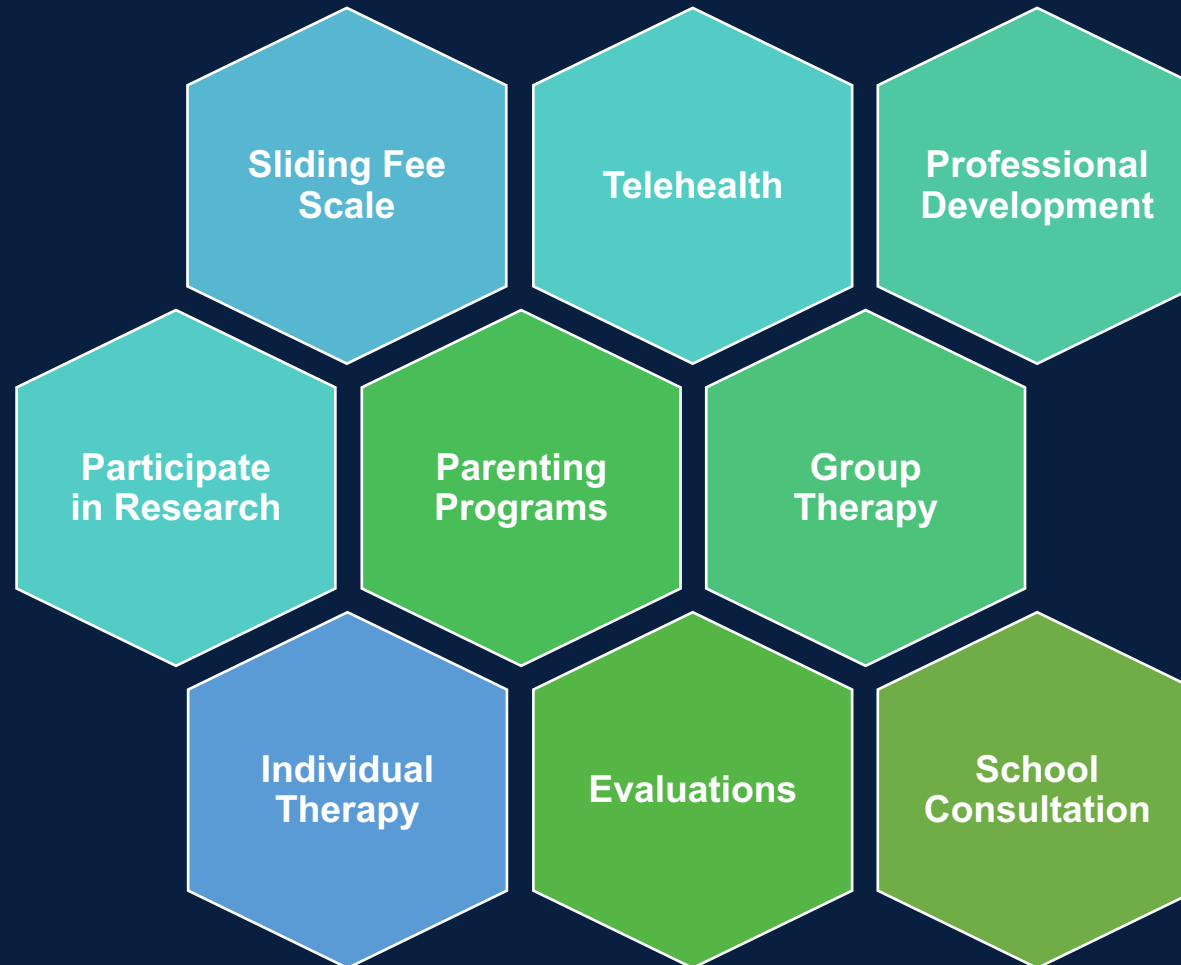 Sliding Fee
Scale
Telehealth
Professional
Development
Participate
in Research
Parenting
Programs
Group
Therapy
Individual
Therapy
Evaluations
School
Consultation